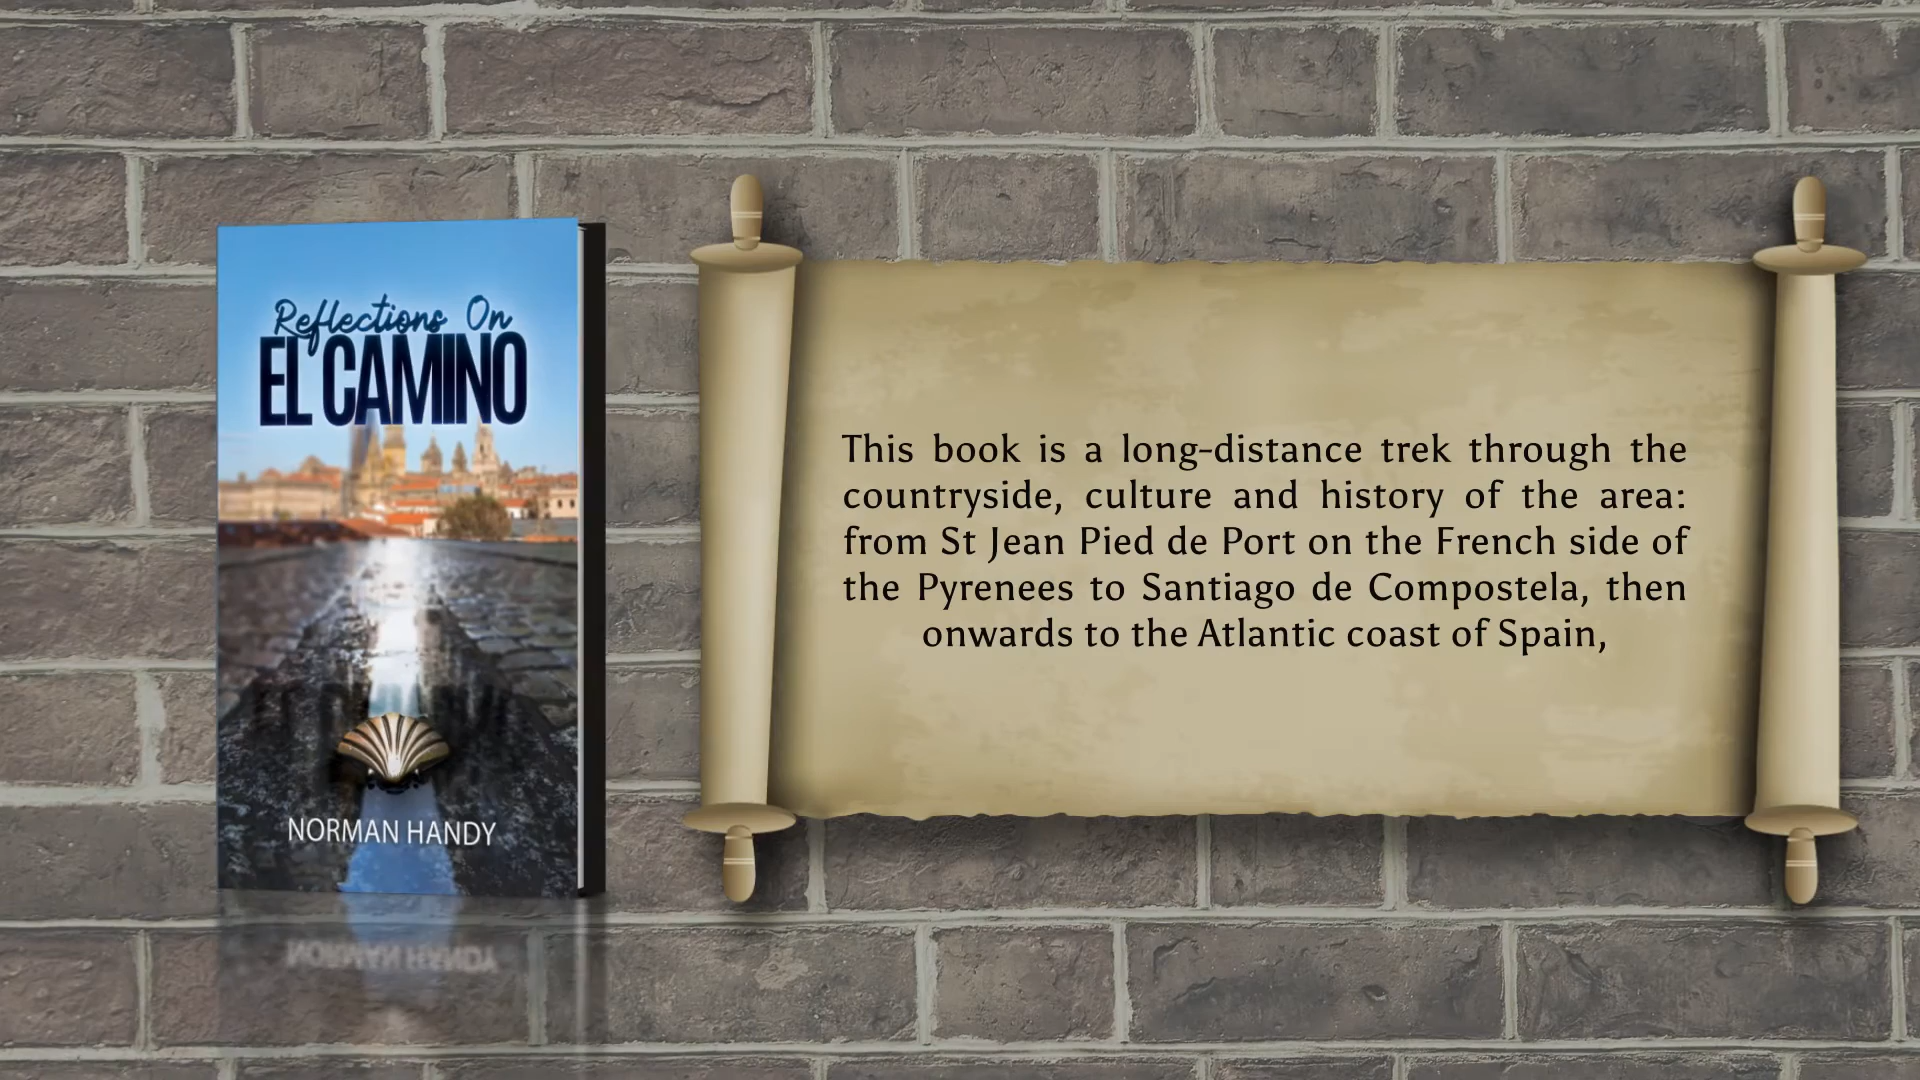 Reflections On
EL CAMINO
NORMAN HANDY
This book is a long-distance trek through the
countryside, culture and history of the area:
from St Jean Pied de Port on the French side of
the Pyrenees to Santiago de Compostela, then
onwards to the Atlantic coast of Spain,